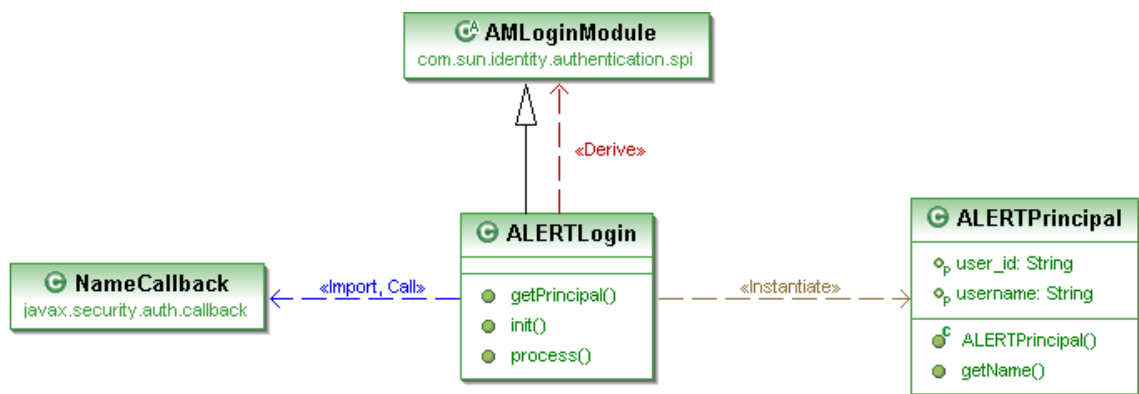 AMLoginModule
com.sun.identity.authentication.spi
«Derive»
ALERTLogin
getPrincipal()
init()
process()
«Import, Call»
NameCallback
javax.security.auth.callback
«Instantiate»
ALERTPrincipal
user_id: String
username: String
ALERTPrincipal()
getName()